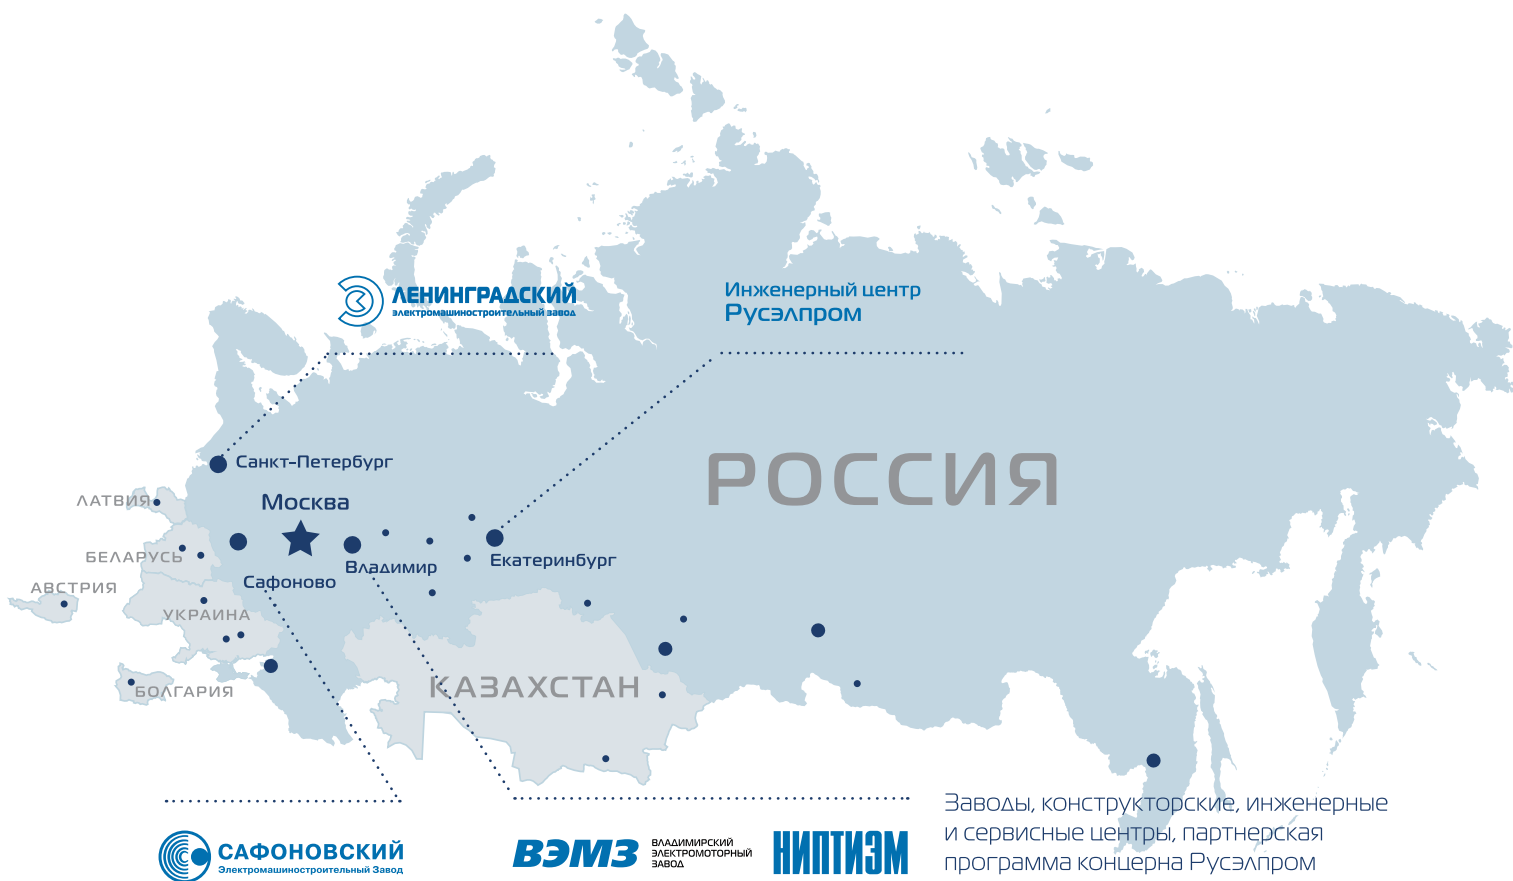 ЛЕНИНГРАДСКИЙ
электромашиностроительный завод
Инженерный центр
Русэлпром
РОССИЯ
Санкт-Петербург
ЛАТВИЯ
Москва
БЕЛАРУСЬ
Владимир
Екатеринбург
АВСТРИЯ
Сафоново
УКРАИНА
БОЛГАРИЯ
КАЗАХСТАН
САФОНОВСКИЙ
Электромашиностроительный Завод
ВЭМЗ
ВЛАДИМИРСКИЙ
ЭЛЕКТРОМОТОРНЫЙ
ЗАВОД
НИПТИЭМ
Заводы, конструкторские, инженерные
и сервисные центры, партнерская
программа концерна Русэлпром